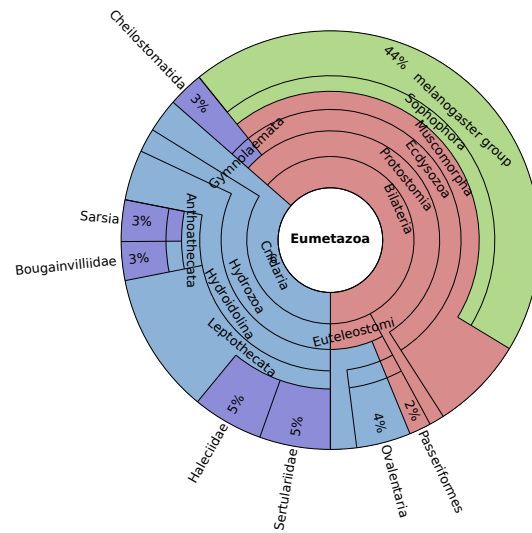 Cheilostomatida
3%
44% melanogaster group
Sophophora
Muscomorpha
Ecdysozoa
Protostomia
Bilateria
Gymnolaemata
Eumetazoa
Cnidaria
Hydrozoa
Hydroidolina
Anthoathecata
Leptothecata
Sarsia
3%
Bougainvilliidae
3%
Euteleostomi
Haleciidae
5%
Sertulariidae
5%
Ovalentaria
4%
Passeriformes
2%